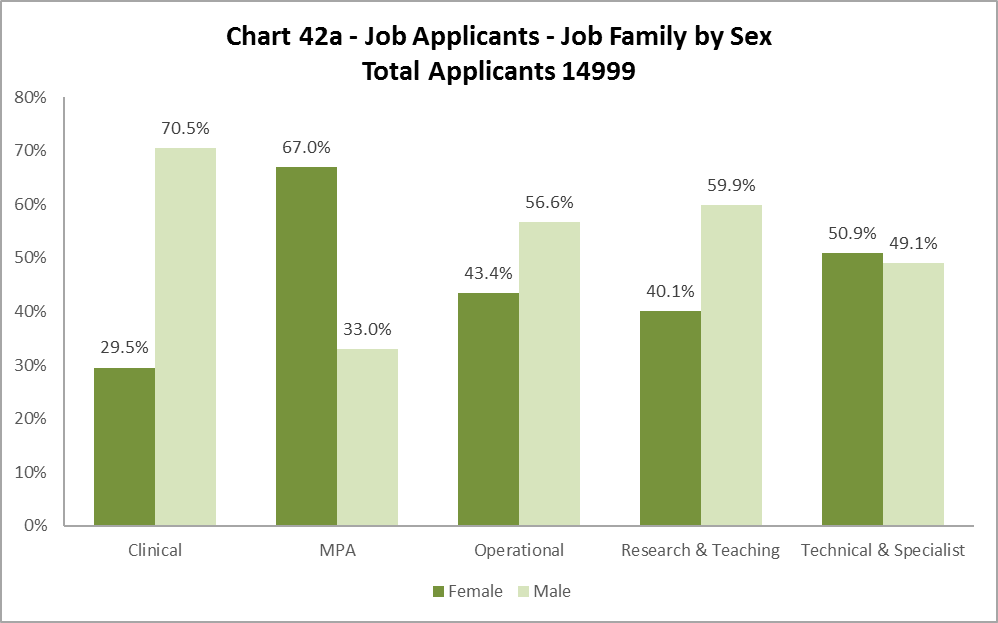 Chart 42a - Job Applicants - Job Family by Sex
Total Applicants 14999
80%
70%
60%
50%
40%
30%
20%
10%
0%
29.5%
70.5%
67.0%
33.0%
43.4%
56.6%
40.1%
59.9%
50.9%
49.1%
Clinical
MPA
Operational
Research & Teaching
Technical & Specialist
Female
Male